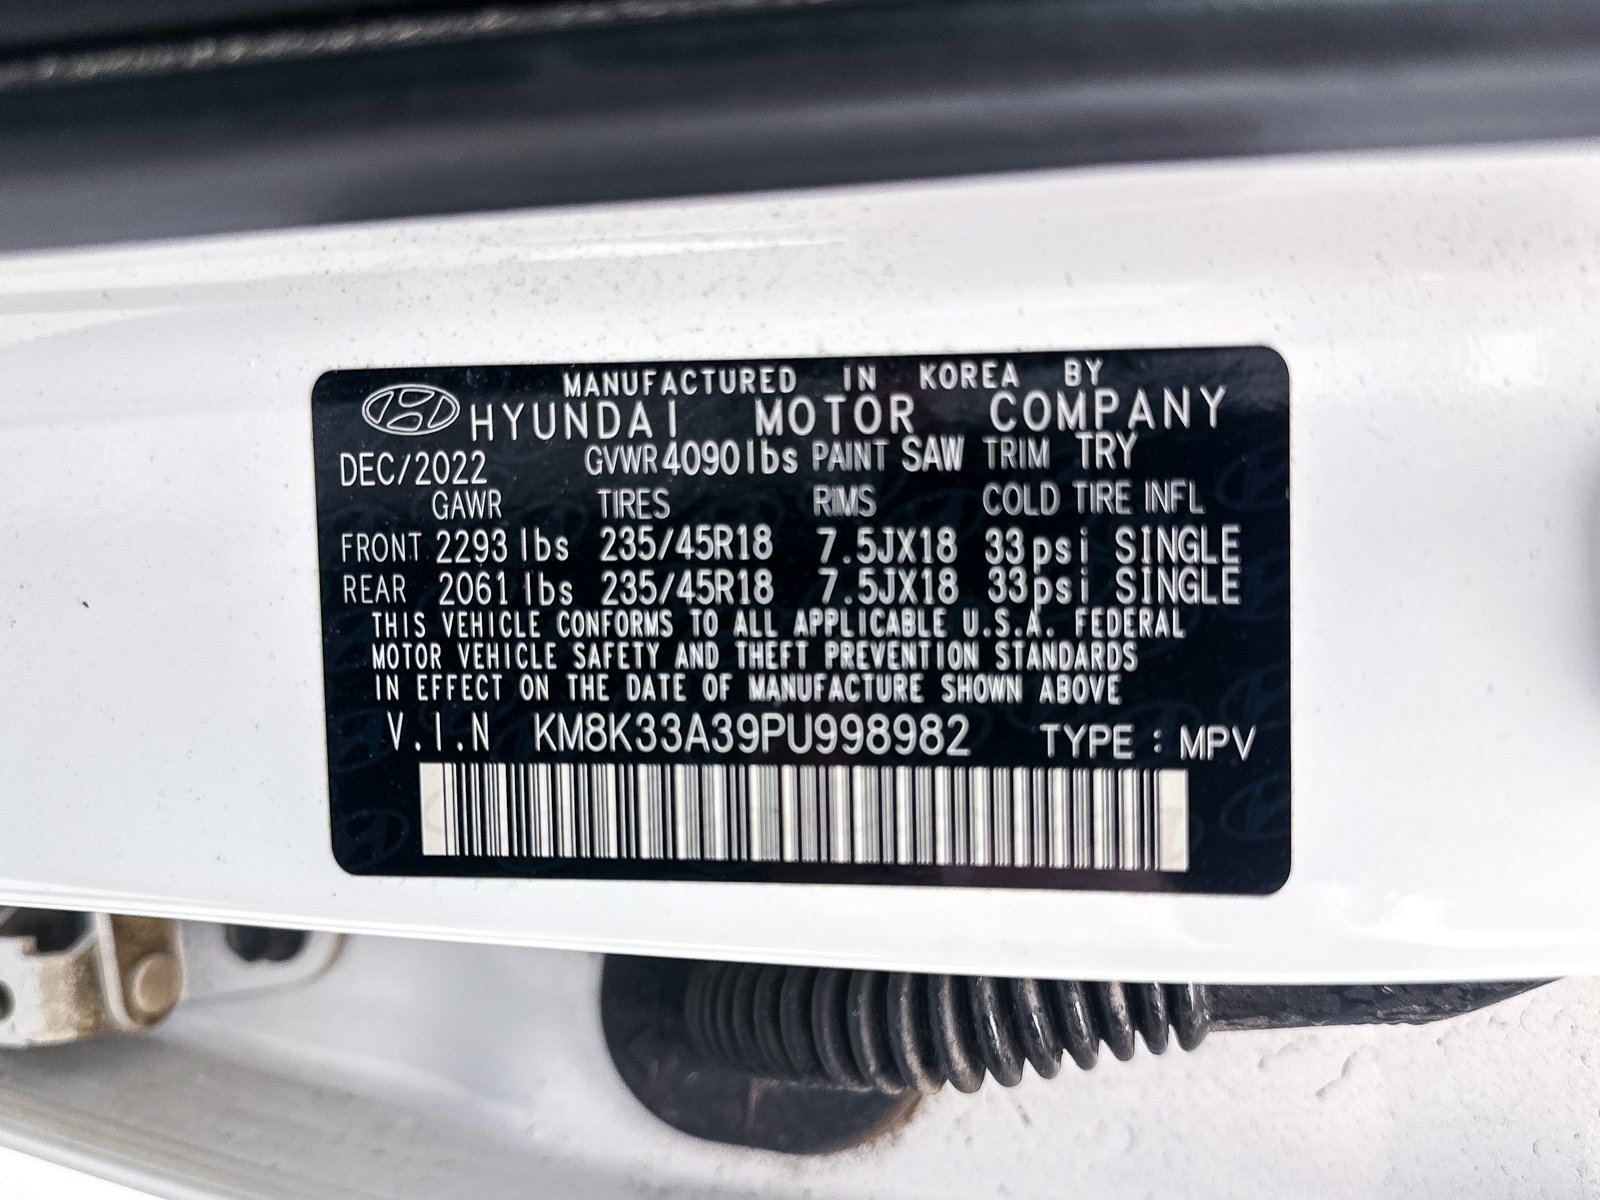 MANUFACTURED IN KOREA BY
HYUNDAI MOTOR COMPANY
DEC/2022 GVWR 4090lbs PAINT SAW TRIM TRY
GAWR TIRES RIMS COLD TIRE INFL
FRONT 2293 lbs 235/45R18 7.5JX18 33psi SINGLE
REAR 2061 lbs 235/45R18 7.5JX18 33psi SINGLE
THIS VEHICLE CONFORMS TO ALL APPLICABLE U.S.A. FEDERAL
MOTOR VEHICLE SAFETY AND THEFT PREVENTION STANDARDS
IN EFFECT ON THE DATE OF MANUFACTURE SHOWN ABOVE
V.I.N KM8K33A39PU998982 TYPE : MPV